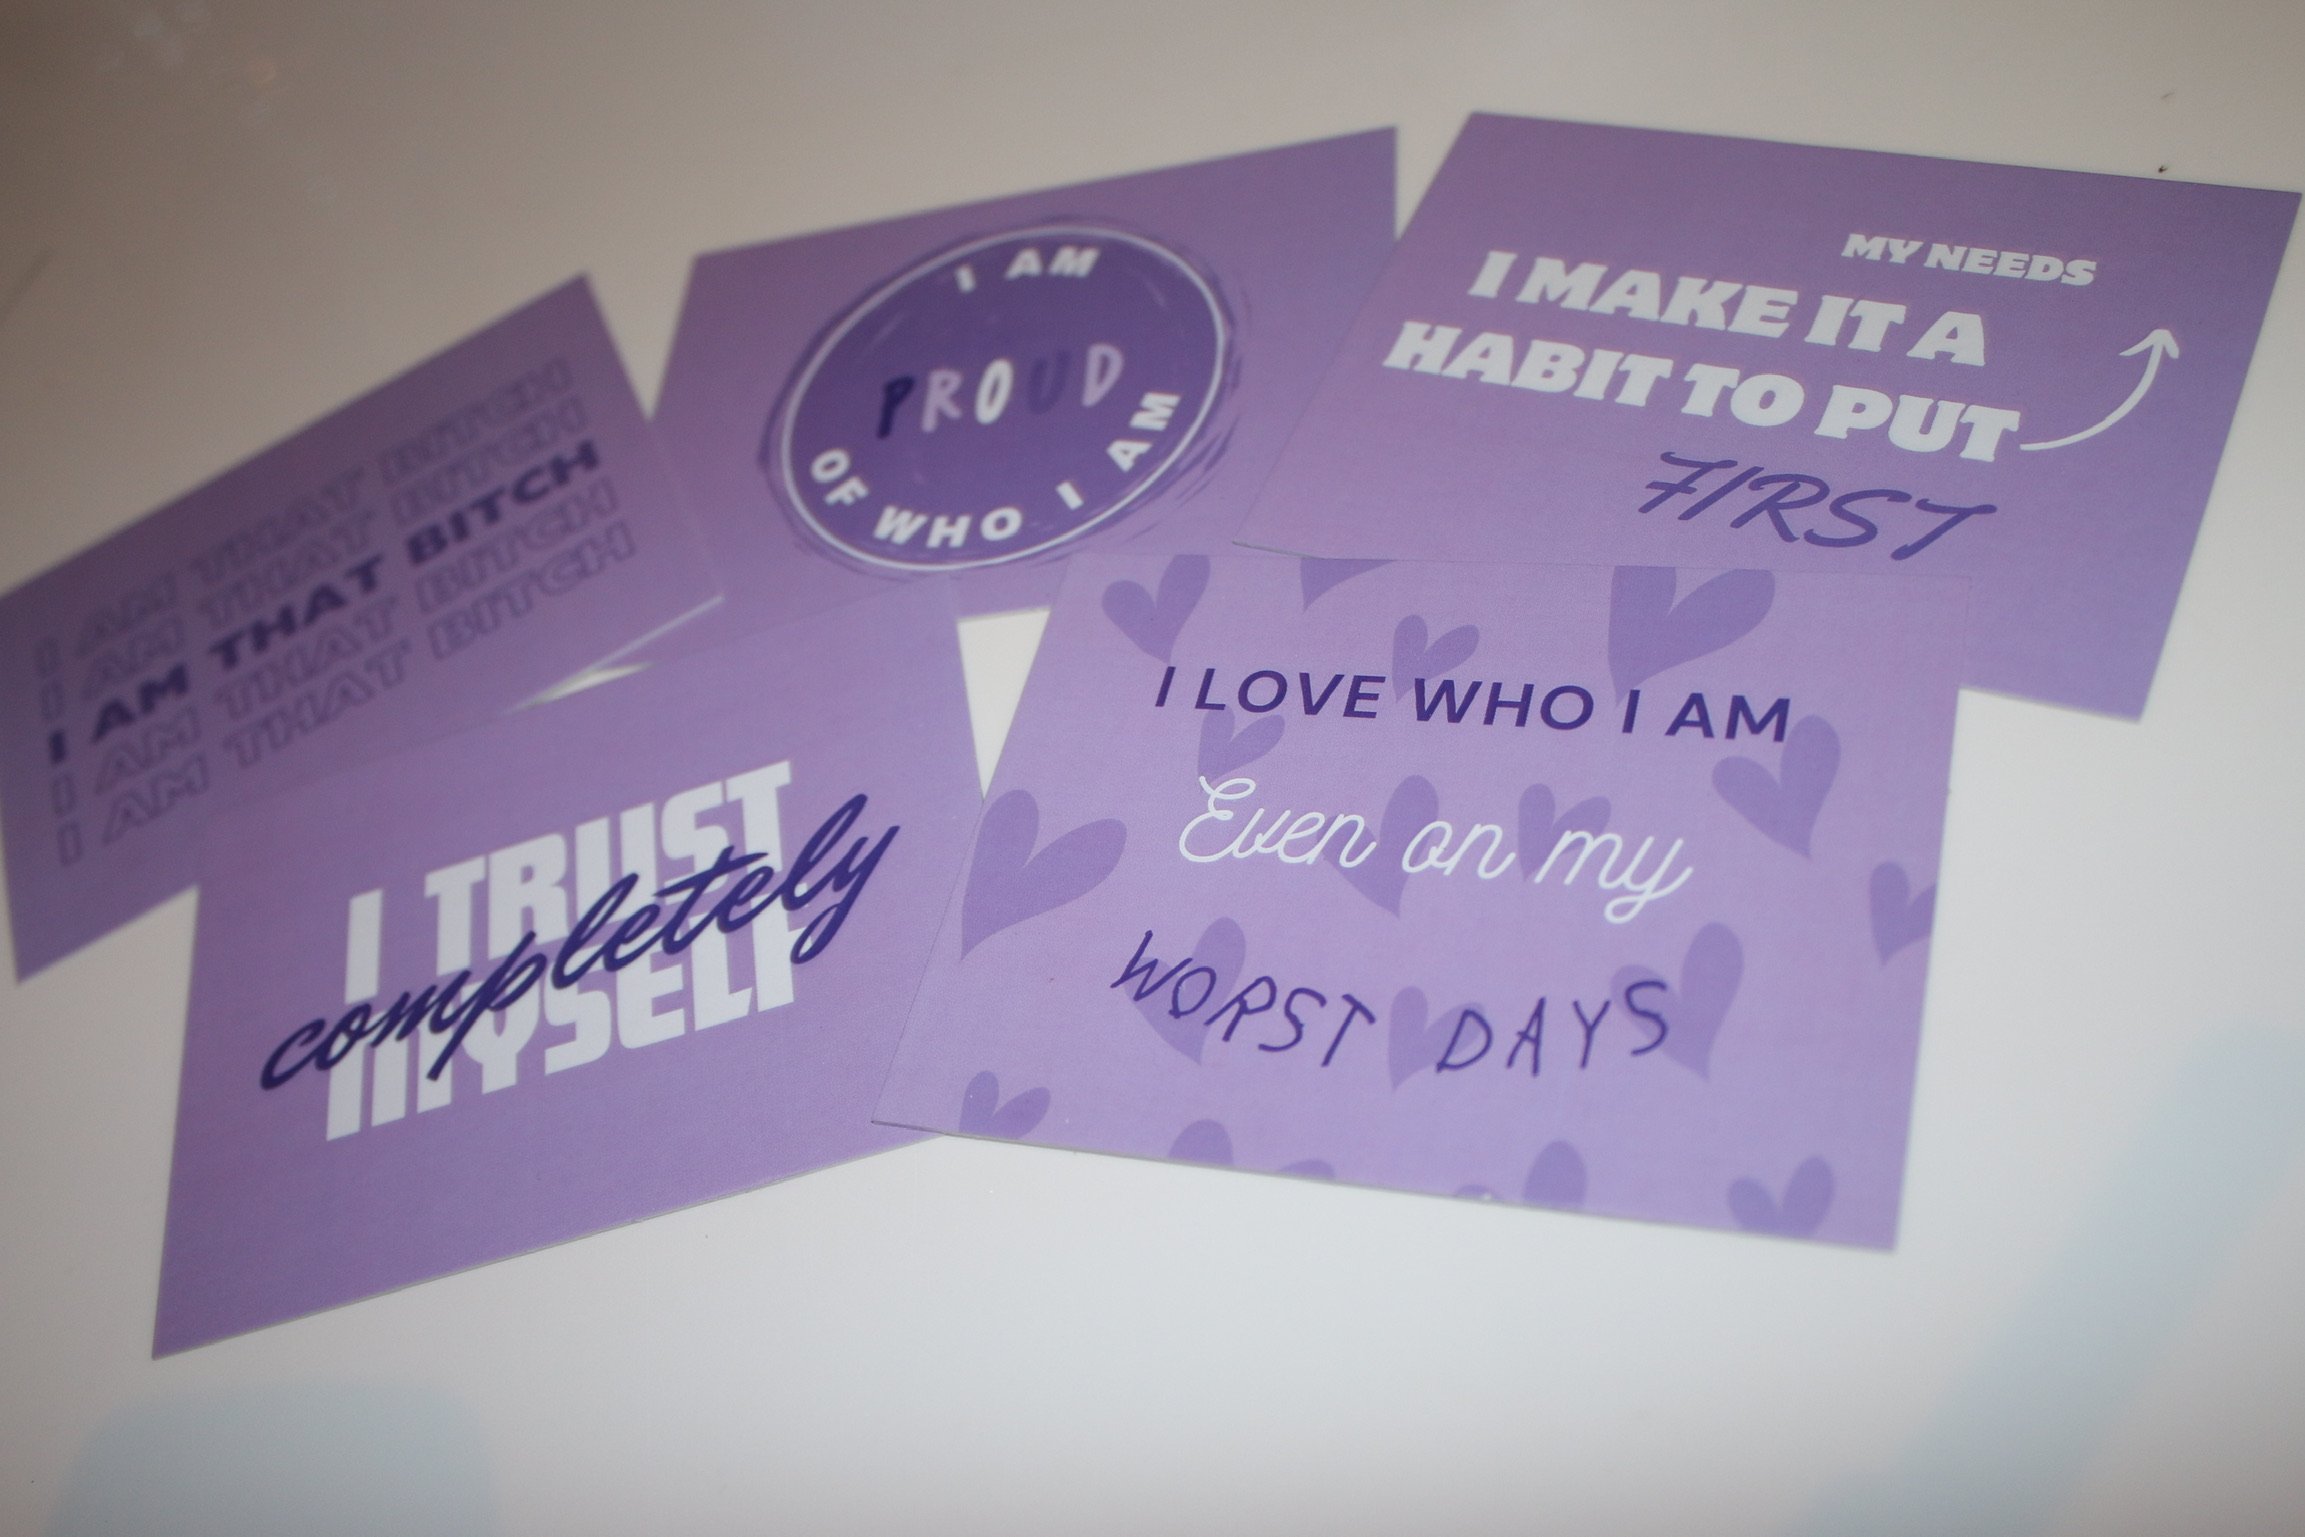 I AM THAT BITCH
I AM THAT BITCH
I AM THAT BITCH
I AM THAT BITCH
I AM THAT BITCH
I AM
PROUD
OF WHO I AM
MY NEEDS
I MAKE IT A
HABIT TO PUT
FIRST
I TRUST
completely
MYSELF
I LOVE WHO I AM
Even on my
WORST DAYS